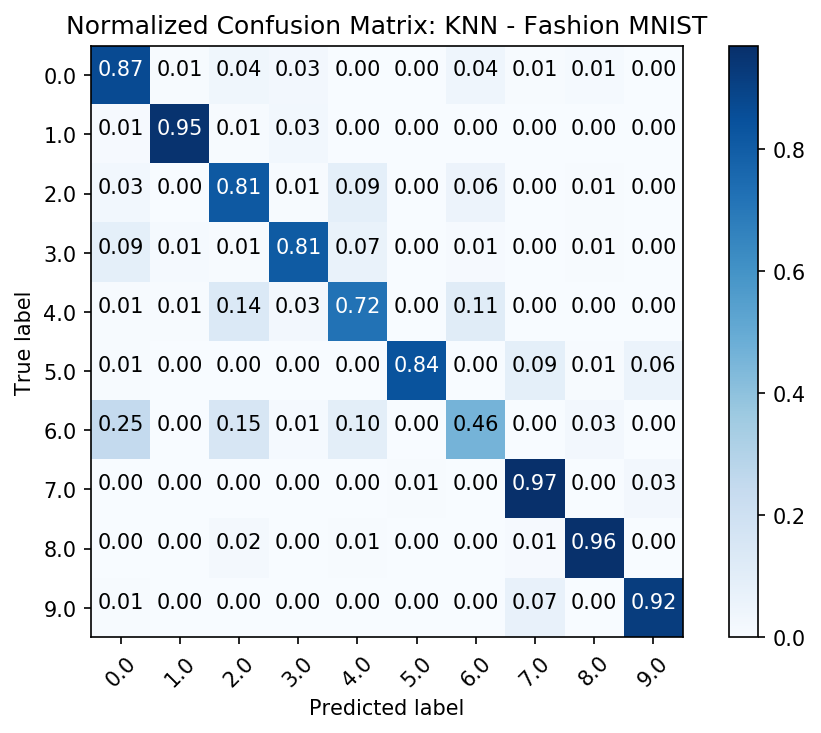 Normalized Confusion Matrix: KNN - Fashion MNIST
True label
0.0 0.87 0.01 0.04 0.03 0.00 0.00 0.04 0.01 0.01 0.00
1.0 0.01 0.95 0.01 0.03 0.00 0.00 0.00 0.00 0.00 0.00
2.0 0.03 0.00 0.81 0.01 0.09 0.00 0.06 0.00 0.01 0.00
3.0 0.09 0.01 0.01 0.81 0.07 0.00 0.01 0.00 0.01 0.00
4.0 0.01 0.01 0.14 0.03 0.72 0.00 0.11 0.00 0.00 0.00
5.0 0.01 0.00 0.00 0.00 0.00 0.84 0.00 0.09 0.01 0.06
6.0 0.25 0.00 0.15 0.01 0.10 0.00 0.46 0.00 0.03 0.00
7.0 0.00 0.00 0.00 0.00 0.00 0.01 0.00 0.97 0.00 0.03
8.0 0.00 0.00 0.02 0.00 0.01 0.00 0.00 0.01 0.96 0.00
9.0 0.01 0.00 0.00 0.00 0.00 0.00 0.00 0.07 0.00 0.92
0.0 1.0 2.0 3.0 4.0 5.0 6.0 7.0 8.0 9.0
Predicted label
0.8
0.6
0.4
0.2
0.0